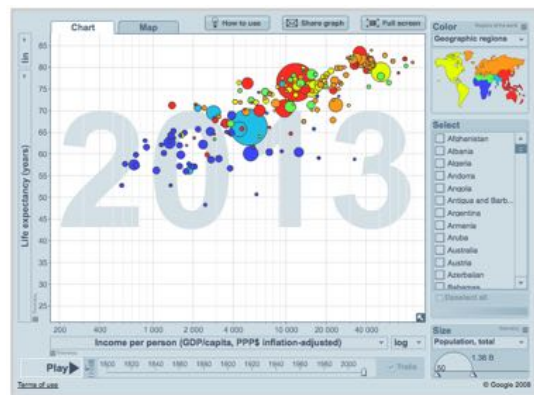 Chart
Map
How to use
Share graph
Full screen
Color
Geographic regions
Select
Afghanistan
Albania
Algeria
Andorra
Angola
Antigua and Barb...
Argentina
Armenia
Aruba
Australia
Austria
Azerbaijan
Bahamas
Deselect all
Size
Population, total
1.36 B
50
2013
Life expectancy (years)
lin
85
80
75
70
65
60
55
50
45
40
35
30
25
200
400
1 000
2 000
4 000
10 000
20 000
40 000
Income per person (GDP/capita, PPP$ inflation-adjusted)
log
Play
1800
1820
1840
1860
1880
1900
1920
1940
1960
1980
2000
Trails
Terms of use
© Google 2008